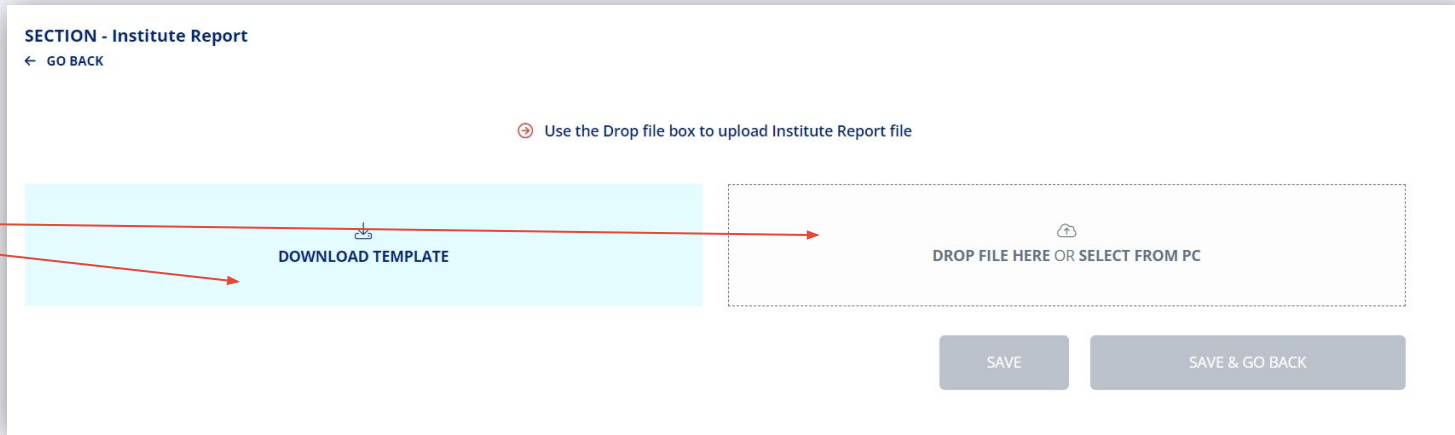 SECTION - Institute Report
GO BACK
Use the Drop file box to upload Institute Report file
DOWNLOAD TEMPLATE
DROP FILE HERE OR SELECT FROM PC
SAVE
SAVE & GO BACK